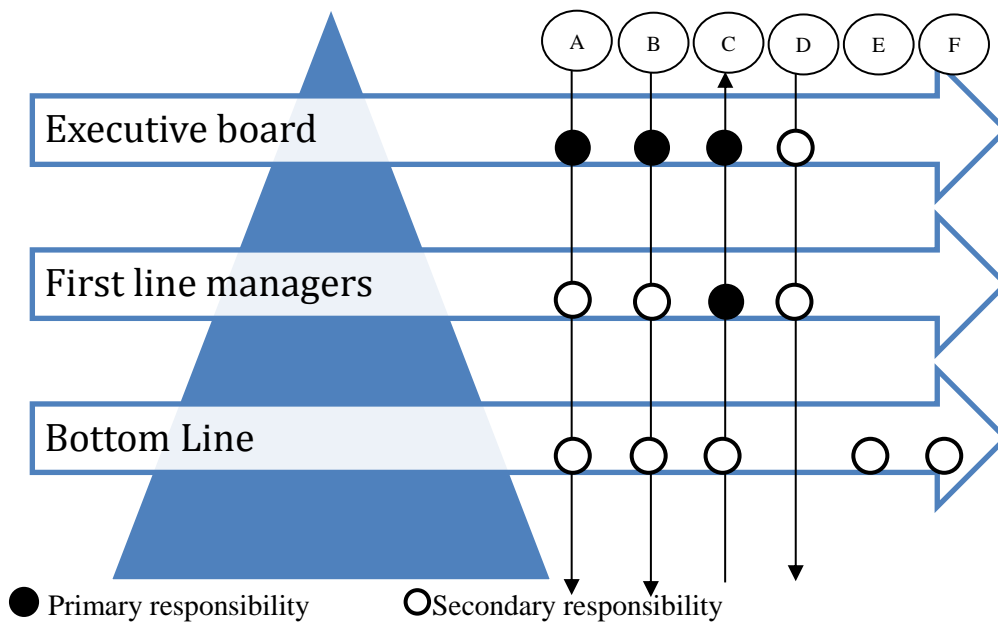 A B C D E F
Executive board
First line managers
Bottom Line
Primary responsibility Secondary responsibility